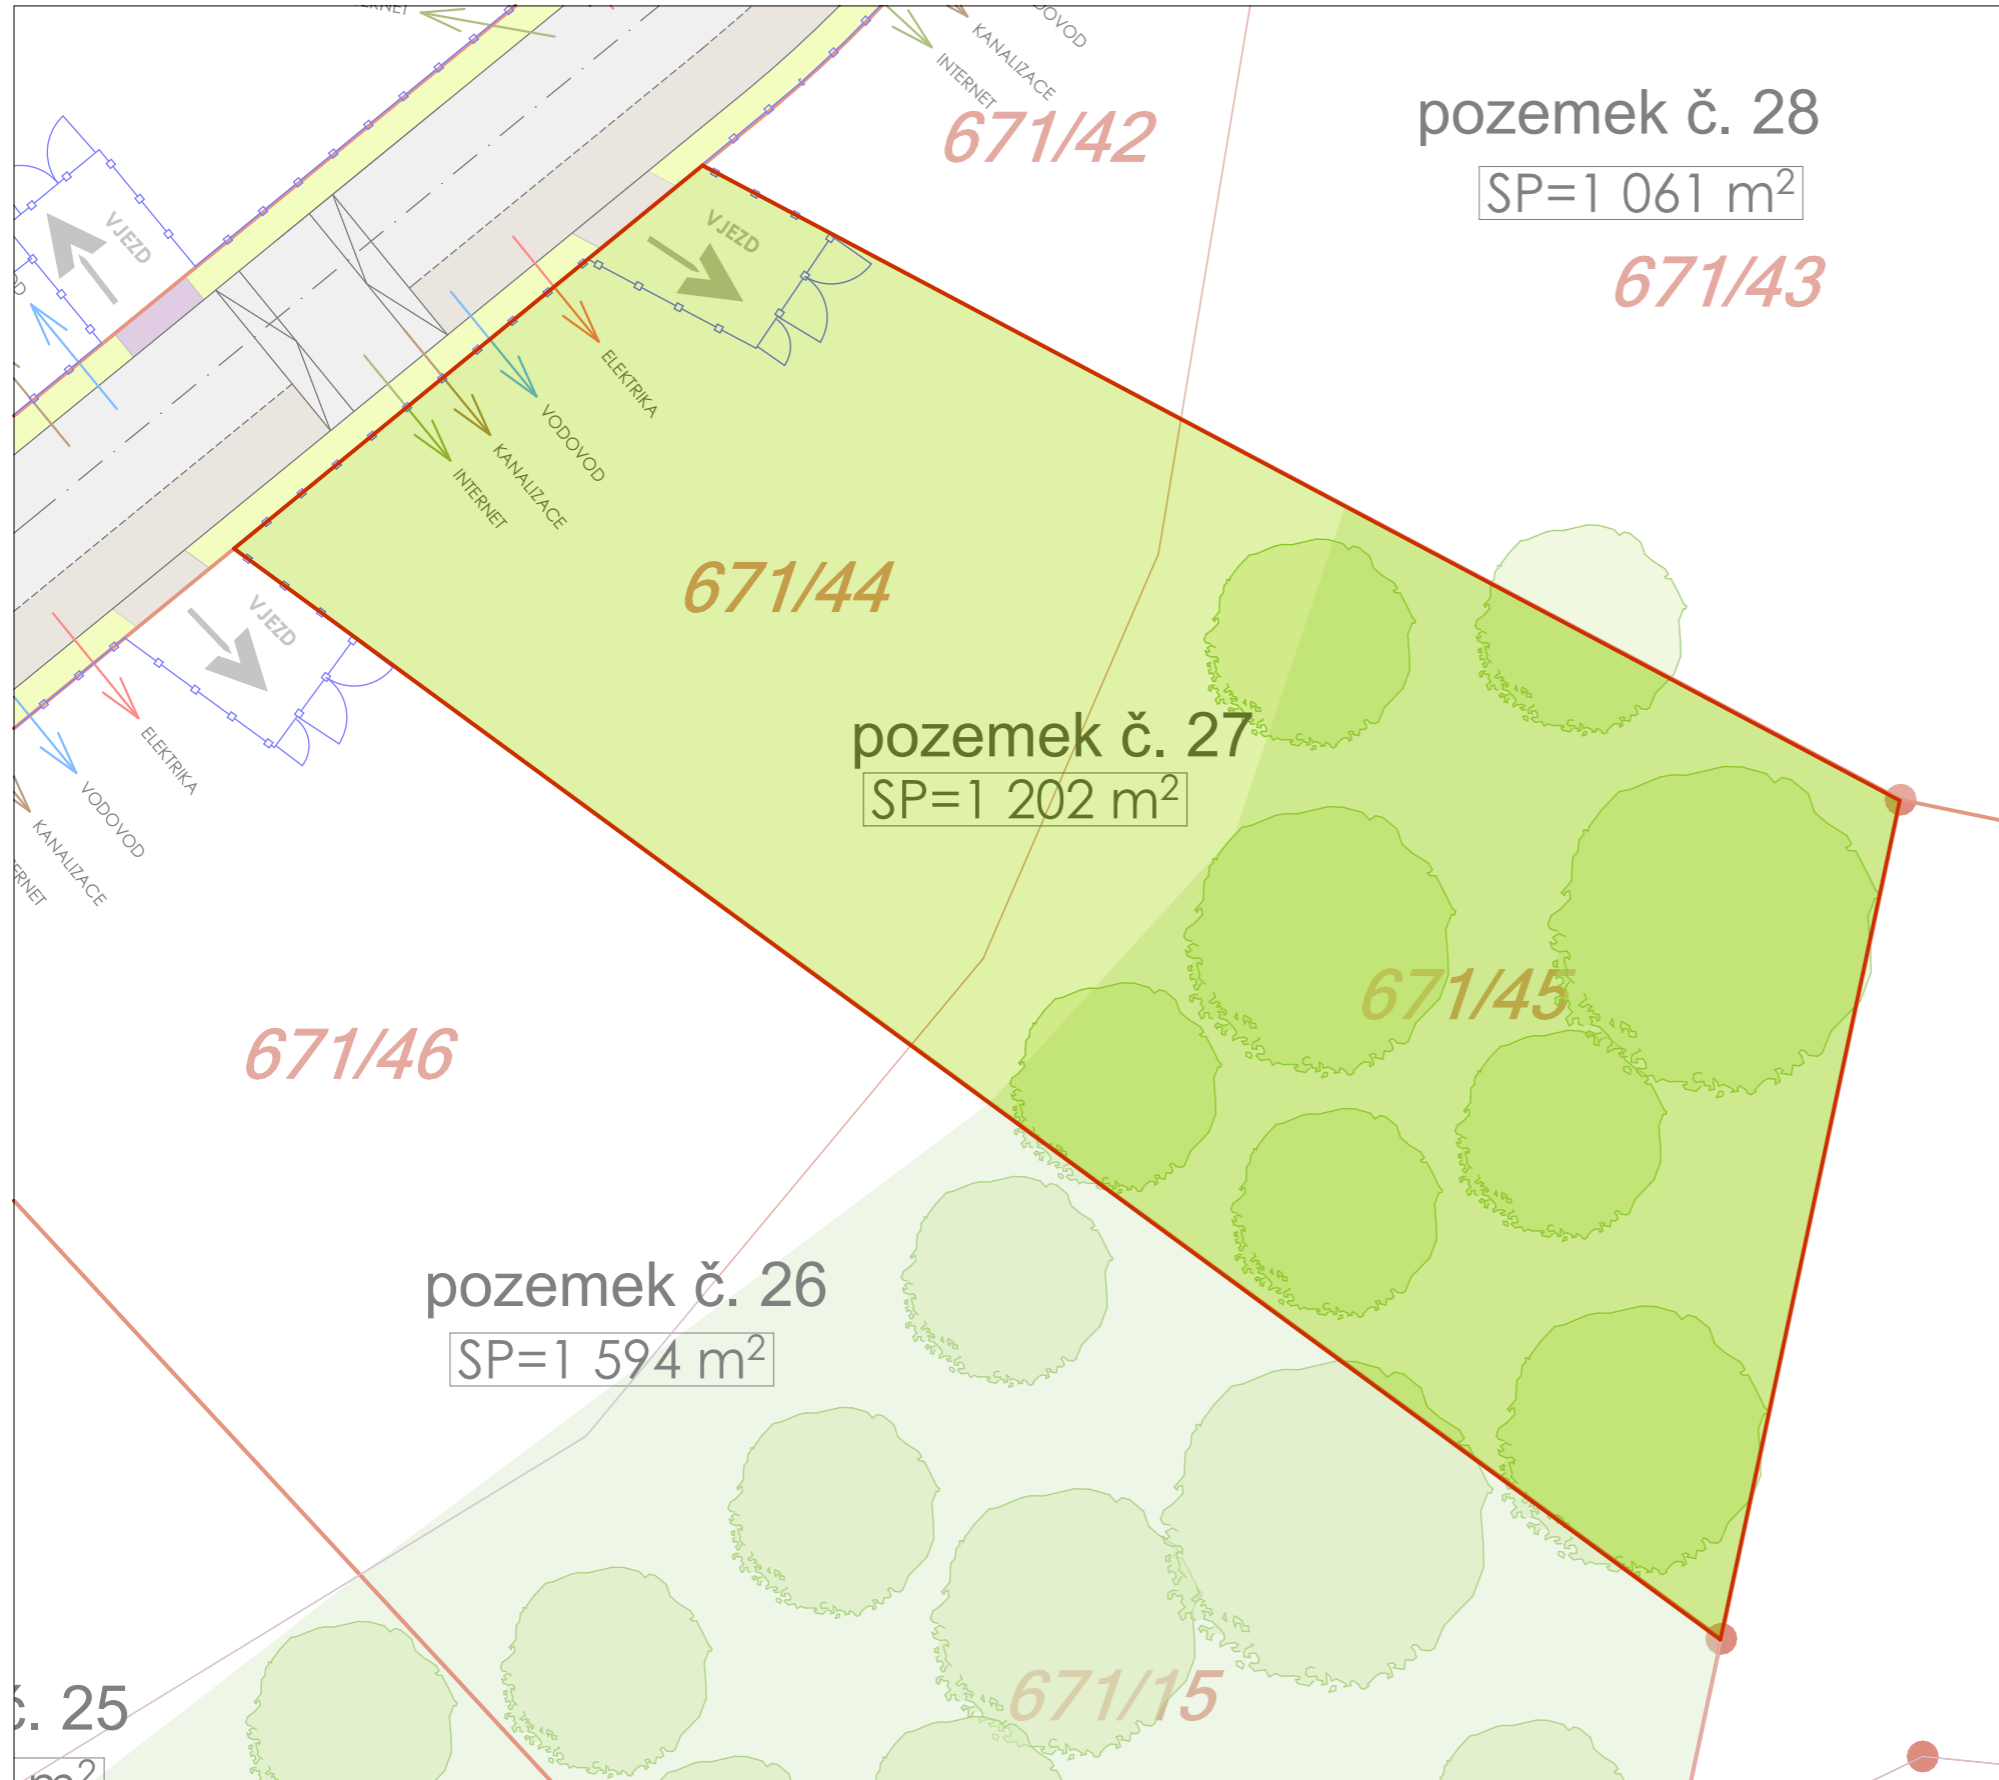 KANALIZACE
INTERNET
671/42
pozemek č. 28
SP=1 061 m²
671/43
VJEZD
VJEZD
ELEKTRIKA
VODOVOD
KANALIZACE
INTERNET
671/44
VJEZD
pozemek č. 27
SP=1 202 m²
ELEKTRIKA
VODOVOD
KANALIZACE
671/45
671/46
pozemek č. 26
SP=1 594 m²
671/15
č. 25
m²